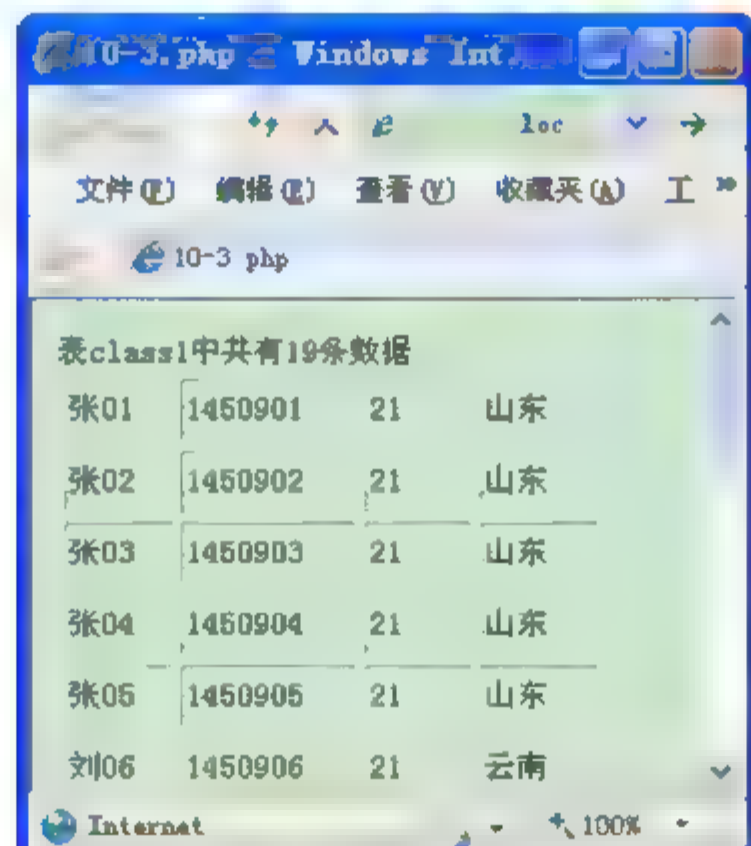 10-3.php - Windows Int
loc
文件(F) 编辑(E) 查看(V) 收藏夹(A) 工 »
10-3 php
表class1中共有19条数据
张01 1450901 21 山东
张02 1450902 21 山东
张03 1450903 21 山东
张04 1450904 21 山东
张05 1450905 21 山东
刘06 1450906 21 云南
Internet 100%